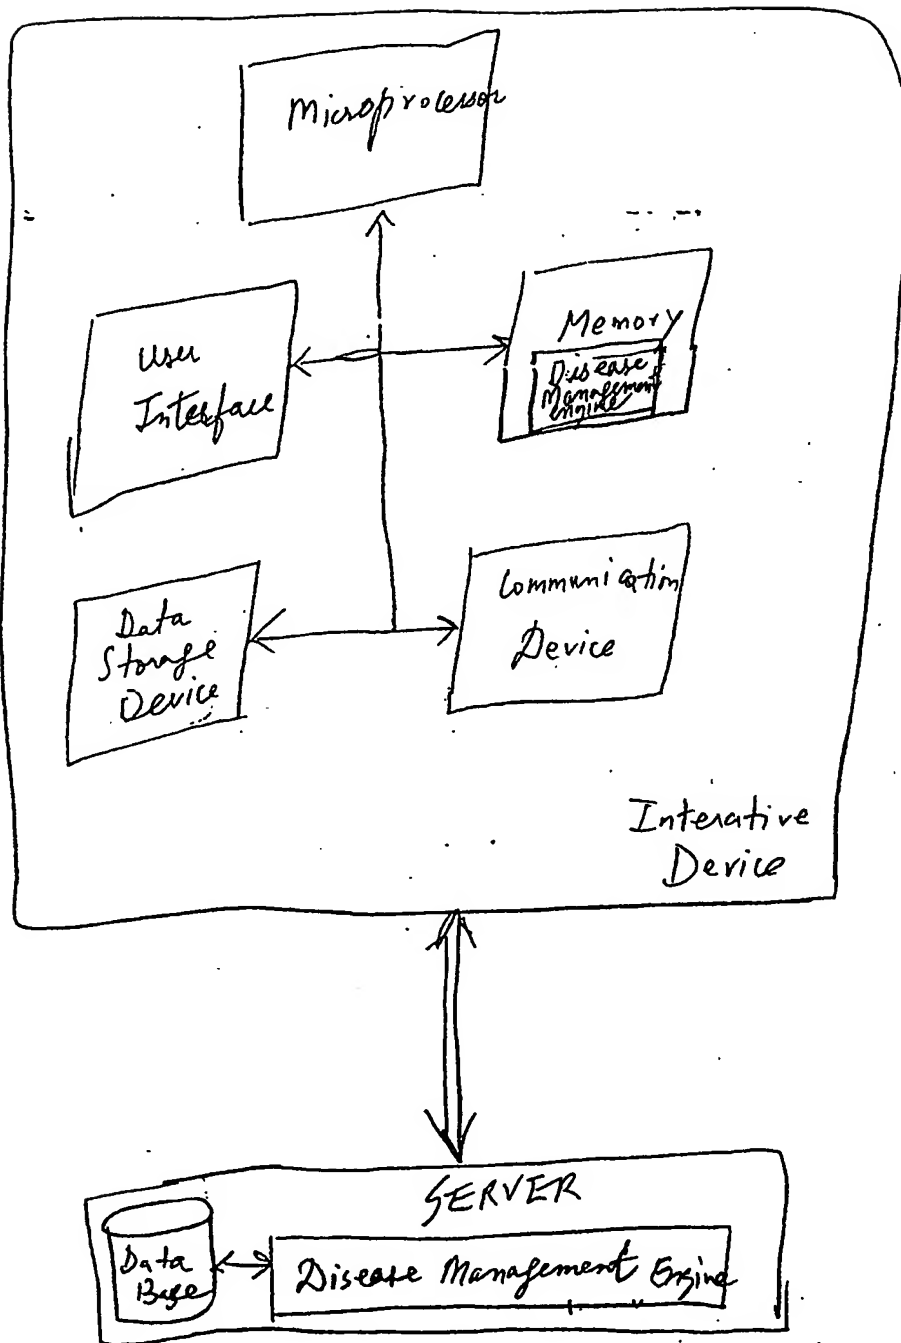 Microprocessor
User
Interface
Memory
Disease
Management
engine
Data
Storage
Device
Communication
Device
Interative
Device
SERVER
Data
Base
Disease Management Engine